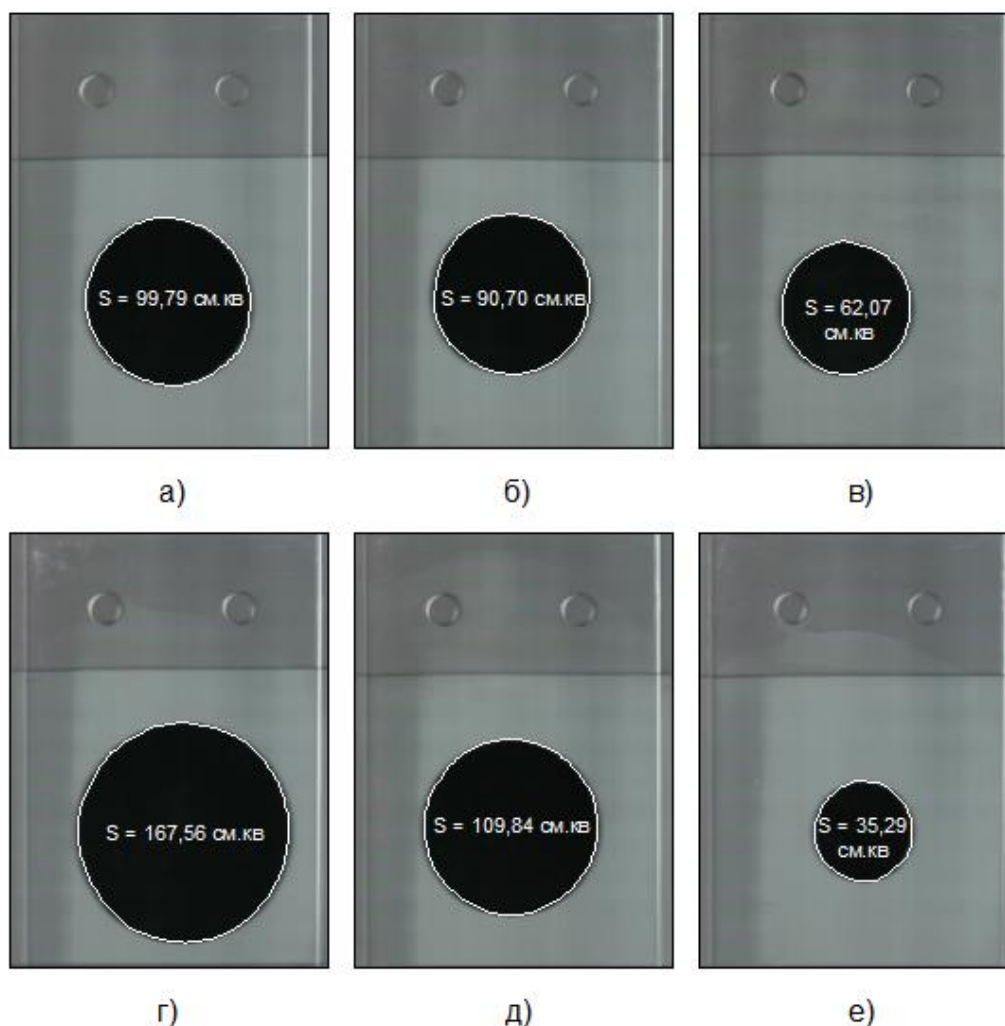 S = 99,79 см.кв
S = 90,70 см.кв
S = 62,07
см.кв
а)
б)
в)
S = 167,56 см.кв
S = 109,84 см.кв
S = 35,29
см.кв
г)
д)
е)